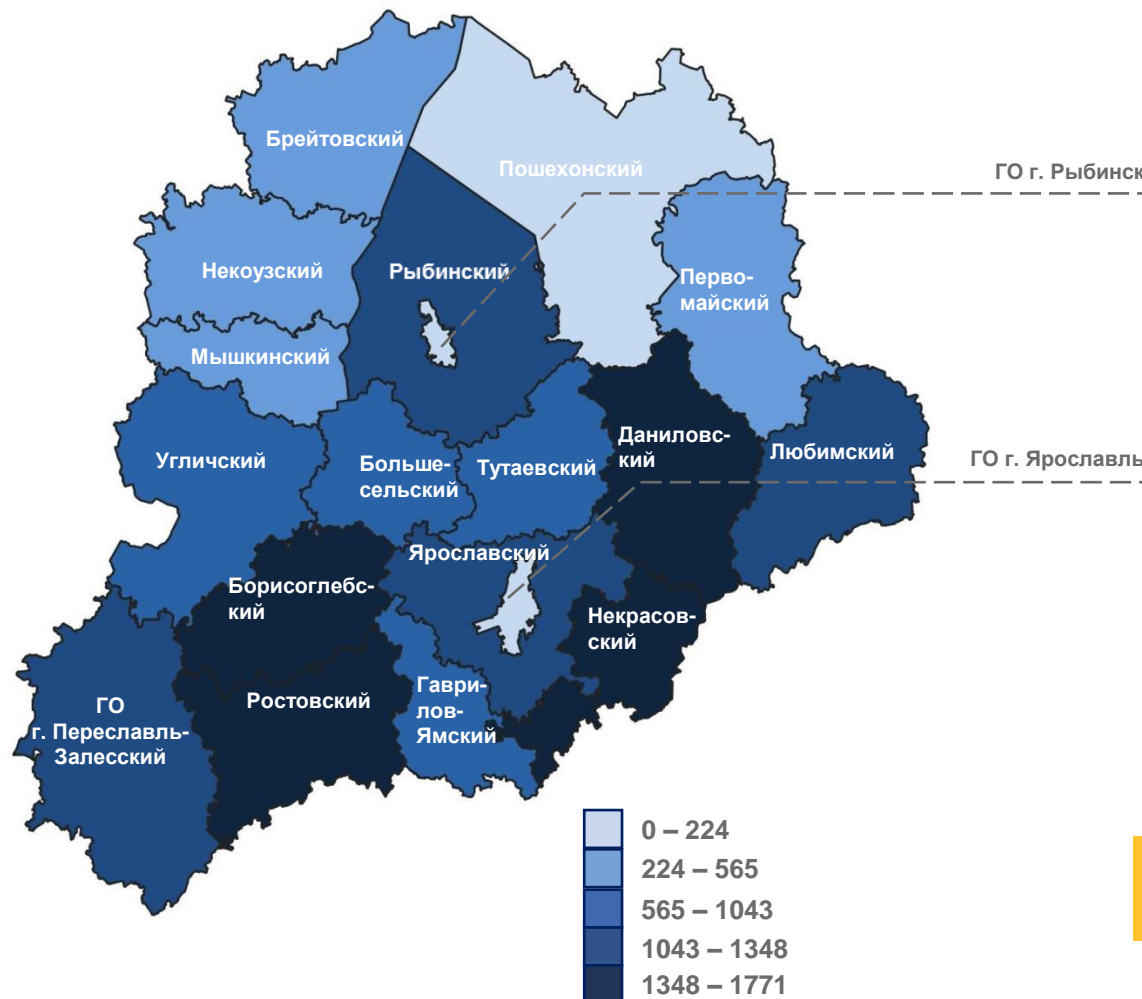 Брейтовский
Пошехонский
ГО г. Рыбинск
Некоузский
Рыбинский
Перво-
майский
Мышкинский
Угличский
Больше-
сельский
Тутаевский
Даниловс-
кий
Любимский
ГО г. Ярославль
Ярославский
Борисоглебс-
кий
Некрасов-
ский
ГО
г. Переславль-
Залесский
Ростовский
Гаври-
лов-
Ямский
0 – 224
224 – 565
565 – 1043
1043 – 1348
1348 – 1771